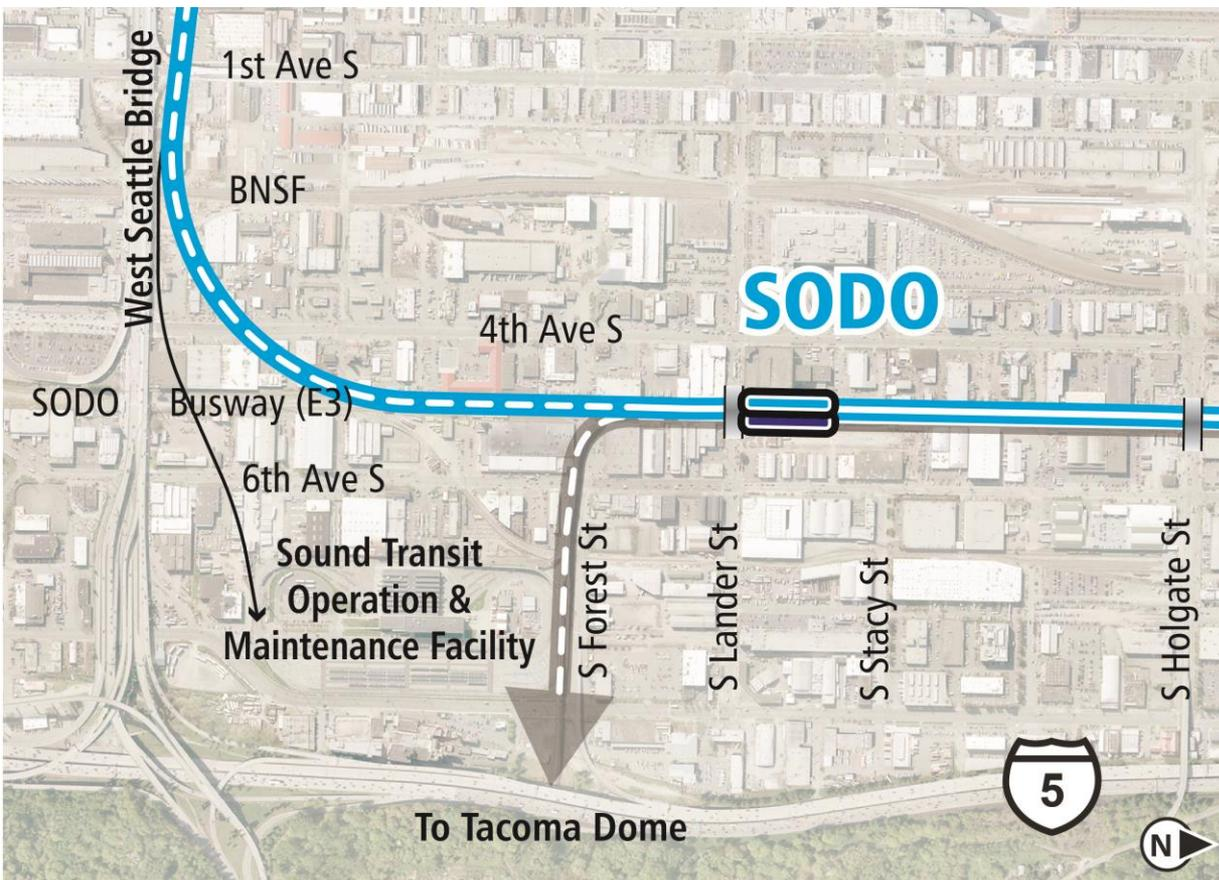 West Seattle Bridge
1st Ave S
BNSF
SODO
4th Ave S
SODO Busway (E3)
6th Ave S
Sound Transit
Operation &
Maintenance Facility
S Forest St
S Lander St
S Stacy St
S Holgate St
5
To Tacoma Dome
N